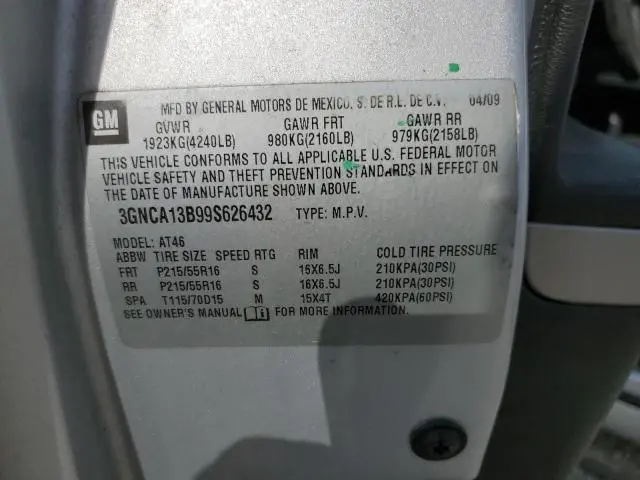 GM
MFD BY GENERAL MOTORS DE MEXICO, S. DE R.L. DE C.V. 04/09
GVWR GAWR FRT GAWR RR
1923KG(4240LB) 980KG(2160LB) 979KG(2158LB)
THIS VEHICLE CONFORMS TO ALL APPLICABLE U.S. FEDERAL MOTOR
VEHICLE SAFETY AND THEFT PREVENTION STANDARDS IN EFFECT ON
THE DATE OF MANUFACTURE SHOWN ABOVE.
3GNCA13B99S626432 TYPE: M.P.V.
MODEL: AT46
ABBW TIRE SIZE SPEED RTG RIM COLD TIRE PRESSURE
FRT P215/55R16 S 16X6.5J 210KPA(30PSI)
RR P215/55R16 S 16X6.5J 210KPA(30PSI)
SPA T115/70D15 M 15X4T 420KPA(60PSI)
SEE OWNER'S MANUAL FOR MORE INFORMATION.